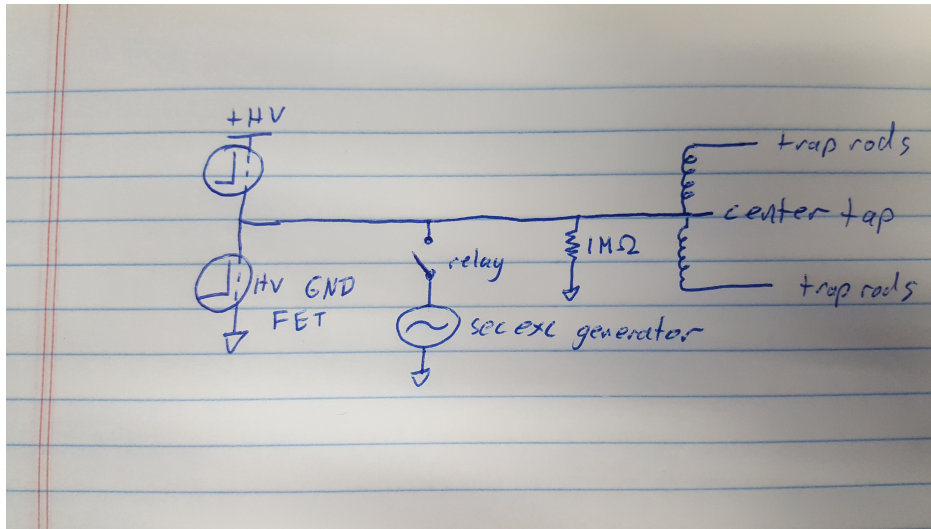 +HV
trap rods
center tap
1MΩ
relay
HV GND
FET
trap rods
sec exc generator